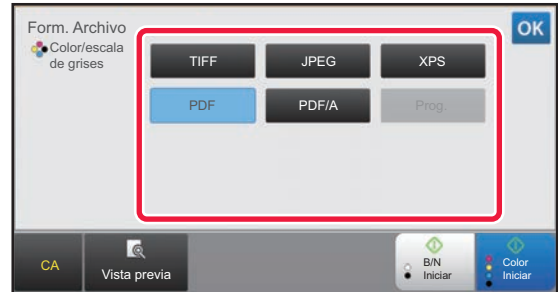 Form. Archivo
OK
Color/escala
de grises
TIFF
JPEG
XPS
PDF
PDF/A
Prog.
CA
Vista previa
B/N
Iniciar
Color
Iniciar